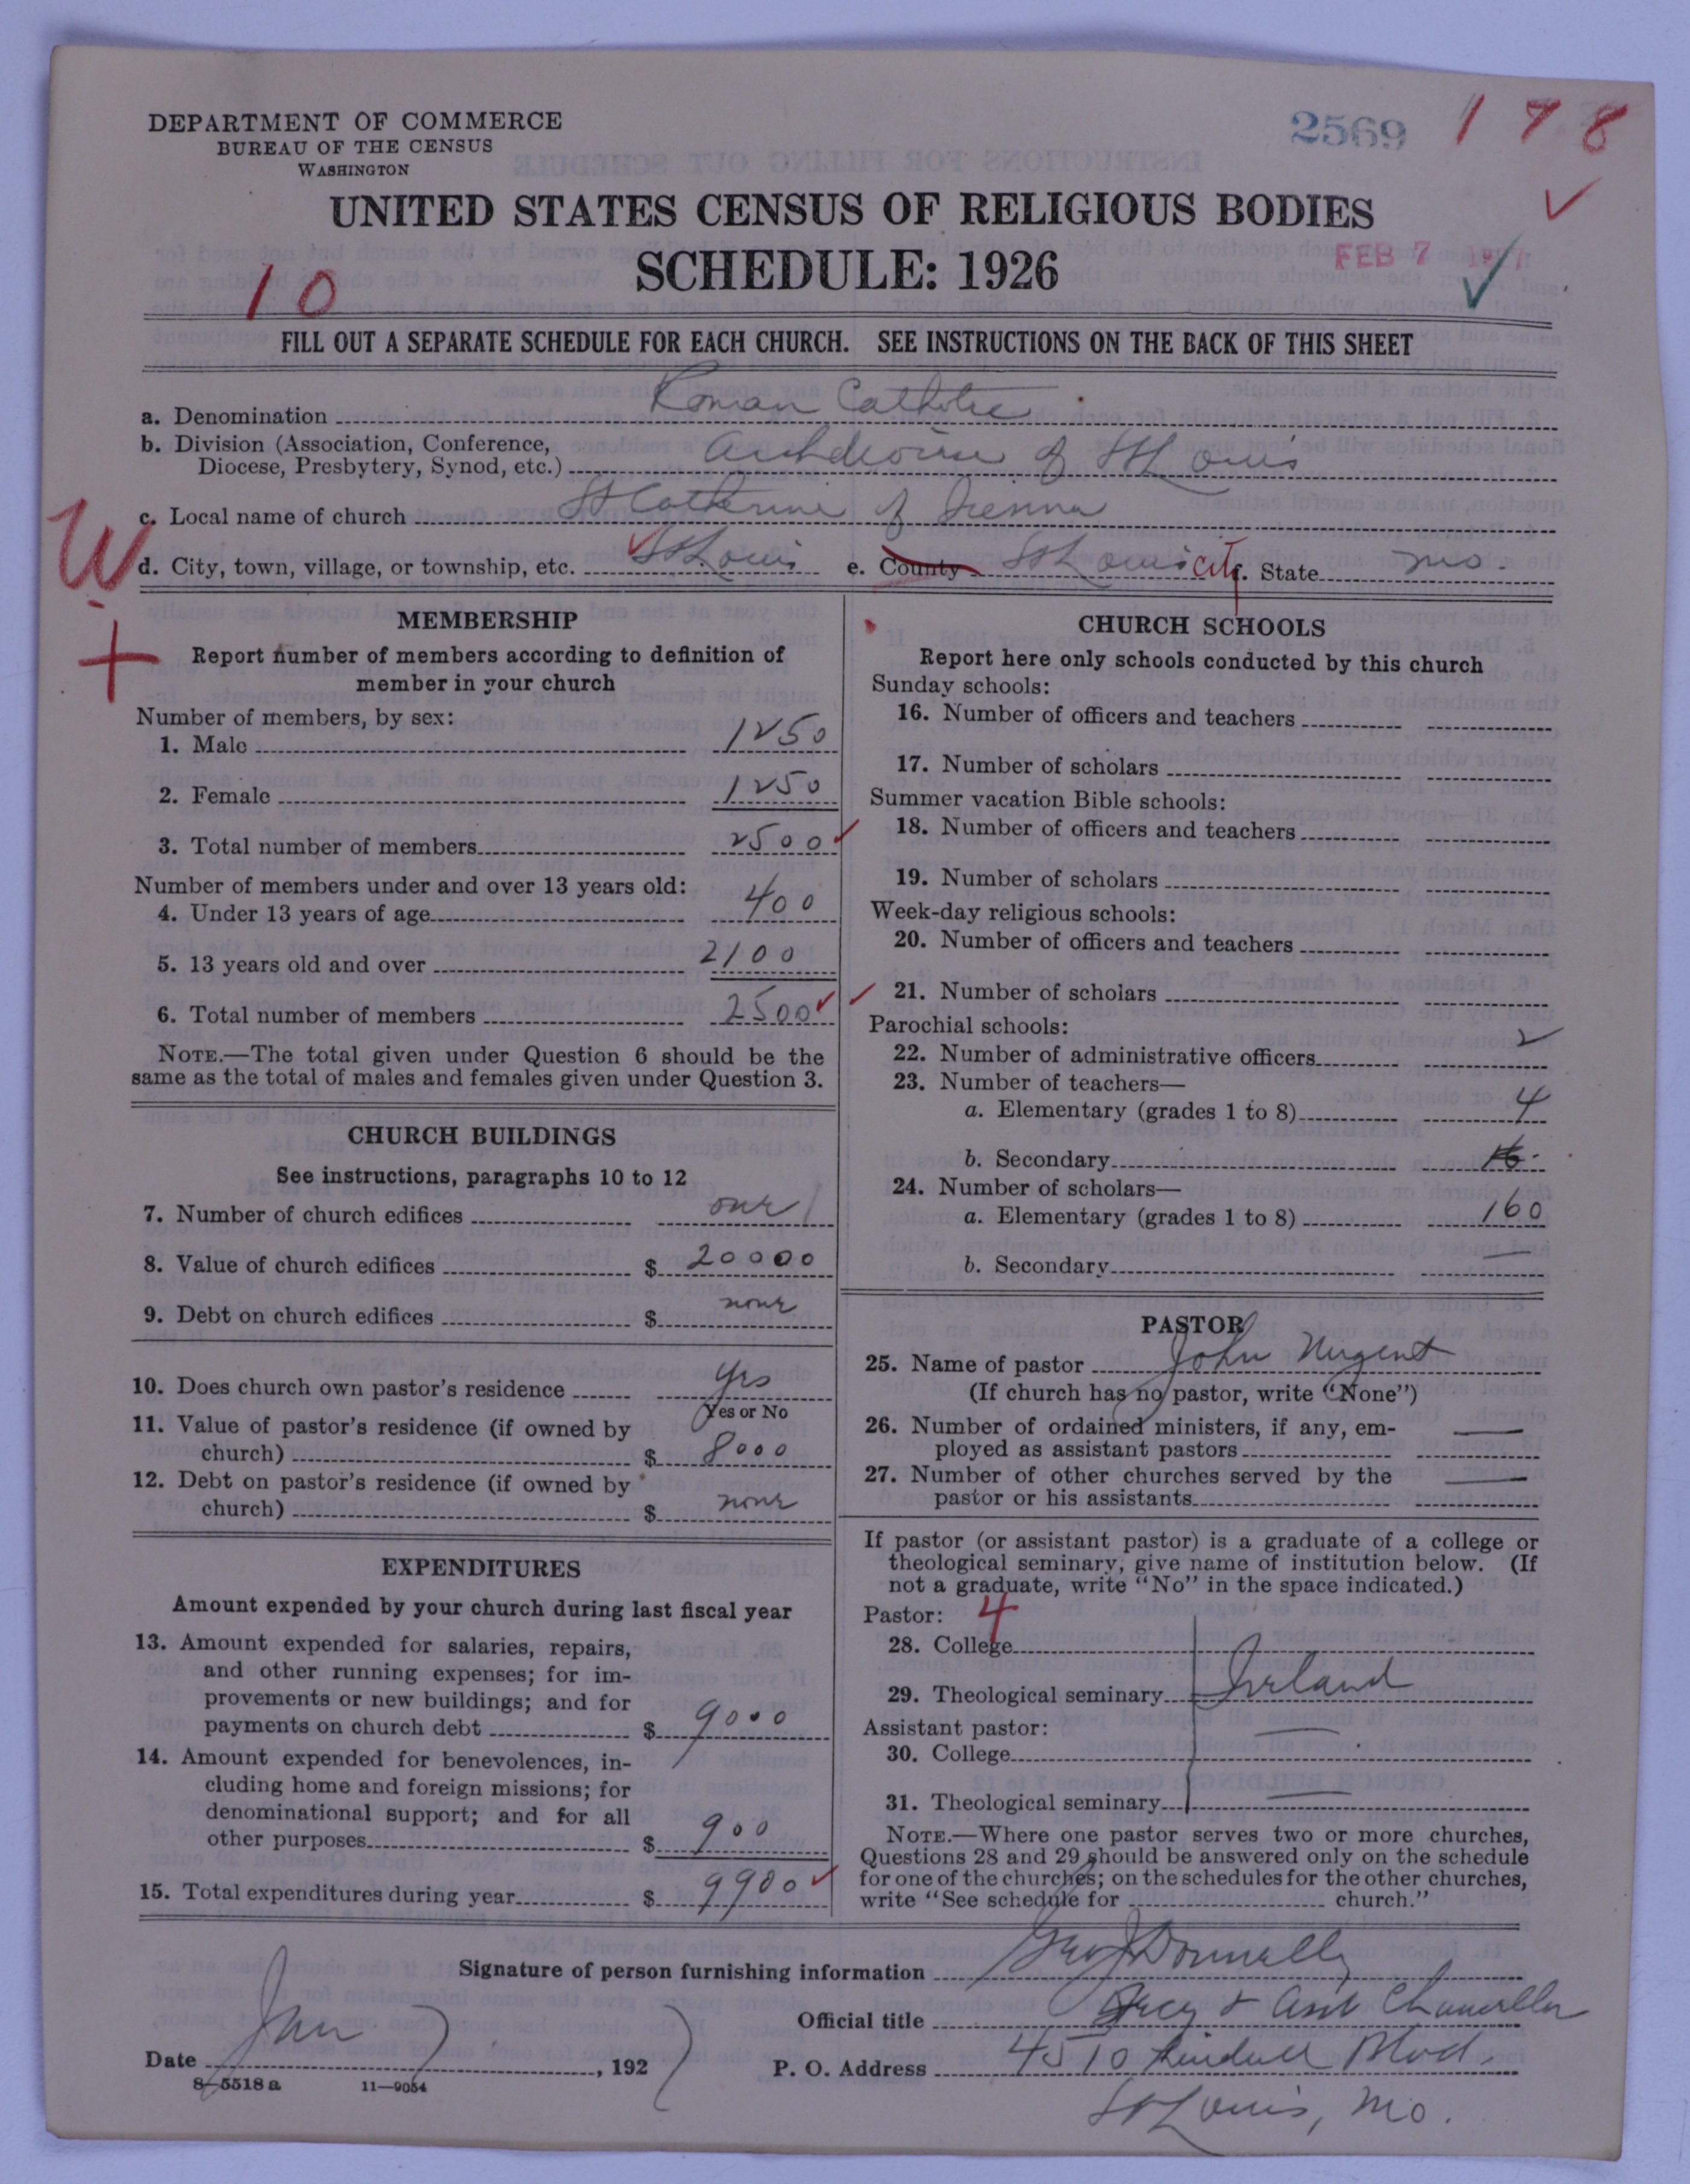 DEPARTMENT OF COMMERCE
BUREAU OF THE CENSUS
WASHINGTON
2569
178
UNITED STATES CENSUS OF RELIGIOUS BODIES
SCHEDULE: 1926
FEB 7 1927
10
FILL OUT A SEPARATE SCHEDULE FOR EACH CHURCH. SEE INSTRUCTIONS ON THE BACK OF THIS SHEET
a. Denomination Roman Catholic
b. Division (Association, Conference,
Diocese, Presbytery, Synod, etc.) Archdiocese of St Louis
c. Local name of church St Catherine of Sienna
W
d. City, town, village, or township, etc. St Louis e. County St Louis city f. State Mo.
+
MEMBERSHIP
Report number of members according to definition of
member in your church
Number of members, by sex:
1. Male 1250
2. Female 1250
3. Total number of members 2500
Number of members under and over 13 years old:
4. Under 13 years of age 400
5. 13 years old and over 2100
6. Total number of members 2500
NOTE.—The total given under Question 6 should be the
same as the total of males and females given under Question 3.
CHURCH BUILDINGS
See instructions, paragraphs 10 to 12
7. Number of church edifices one 1
8. Value of church edifices $ 20000
9. Debt on church edifices $ none
10. Does church own pastor's residence Yes
Yes or No
11. Value of pastor's residence (if owned by
church) $ 8000
12. Debt on pastor's residence (if owned by
church) $ none
EXPENDITURES
Amount expended by your church during last fiscal year
13. Amount expended for salaries, repairs,
and other running expenses; for im-
provements or new buildings; and for
payments on church debt $ 9000
14. Amount expended for benevolences, in-
cluding home and foreign missions; for
denominational support; and for all
other purposes $ 900
15. Total expenditures during year $ 9900
CHURCH SCHOOLS
Report here only schools conducted by this church
Sunday schools:
16. Number of officers and teachers
17. Number of scholars
Summer vacation Bible schools:
18. Number of officers and teachers
19. Number of scholars
Week-day religious schools:
20. Number of officers and teachers
21. Number of scholars
Parochial schools:
22. Number of administrative officers 2
23. Number of teachers—
a. Elementary (grades 1 to 8) 4
b. Secondary
24. Number of scholars—
a. Elementary (grades 1 to 8) 160
b. Secondary —
PASTOR
25. Name of pastor John Nugent
(If church has no pastor, write "None")
26. Number of ordained ministers, if any, em-
ployed as assistant pastors —
27. Number of other churches served by the
pastor or his assistants —
If pastor (or assistant pastor) is a graduate of a college or
theological seminary, give name of institution below. (If
not a graduate, write "No" in the space indicated.)
Pastor: 4
28. College
29. Theological seminary Ireland
Assistant pastor:
30. College —
31. Theological seminary —
NOTE.—Where one pastor serves two or more churches,
Questions 28 and 29 should be answered only on the schedule
for one of the churches; on the schedules for the other churches,
write "See schedule for church."
Signature of person furnishing information Geo J Donnelly
Official title Secy & Asst Chancellor
Date Jan 7, 1927
P. O. Address 4510 Lindell Blvd.
St Louis, Mo.
8—5518 a 11—9054